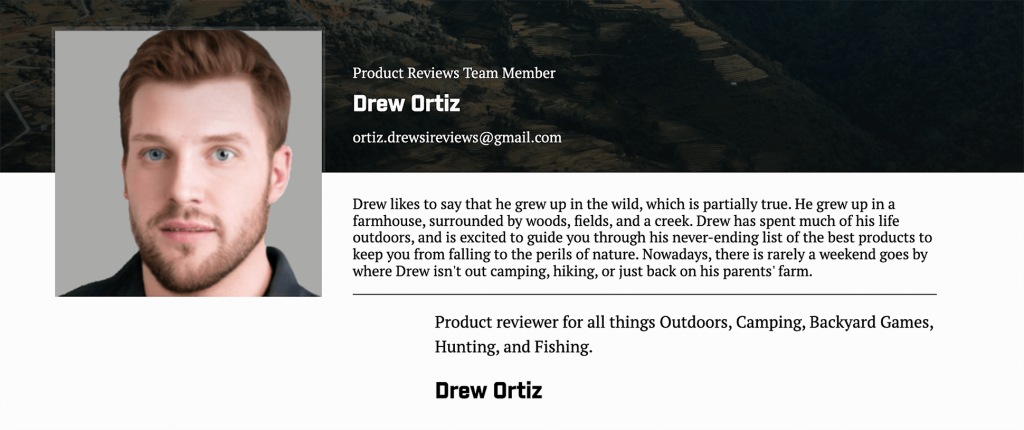 Product Reviews Team Member
Drew Ortiz
ortiz.drewsireviews@gmail.com
Drew likes to say that he grew up in the wild, which is partially true. He grew up in a
farmhouse, surrounded by woods, fields, and a creek. Drew has spent much of his life
outdoors, and is excited to guide you through his never-ending list of the best products to
keep you from falling to the perils of nature. Nowadays, there is rarely a weekend goes by
where Drew isn't out camping, hiking, or just back on his parents' farm.
Product reviewer for all things Outdoors, Camping, Backyard Games,
Hunting, and Fishing.
Drew Ortiz